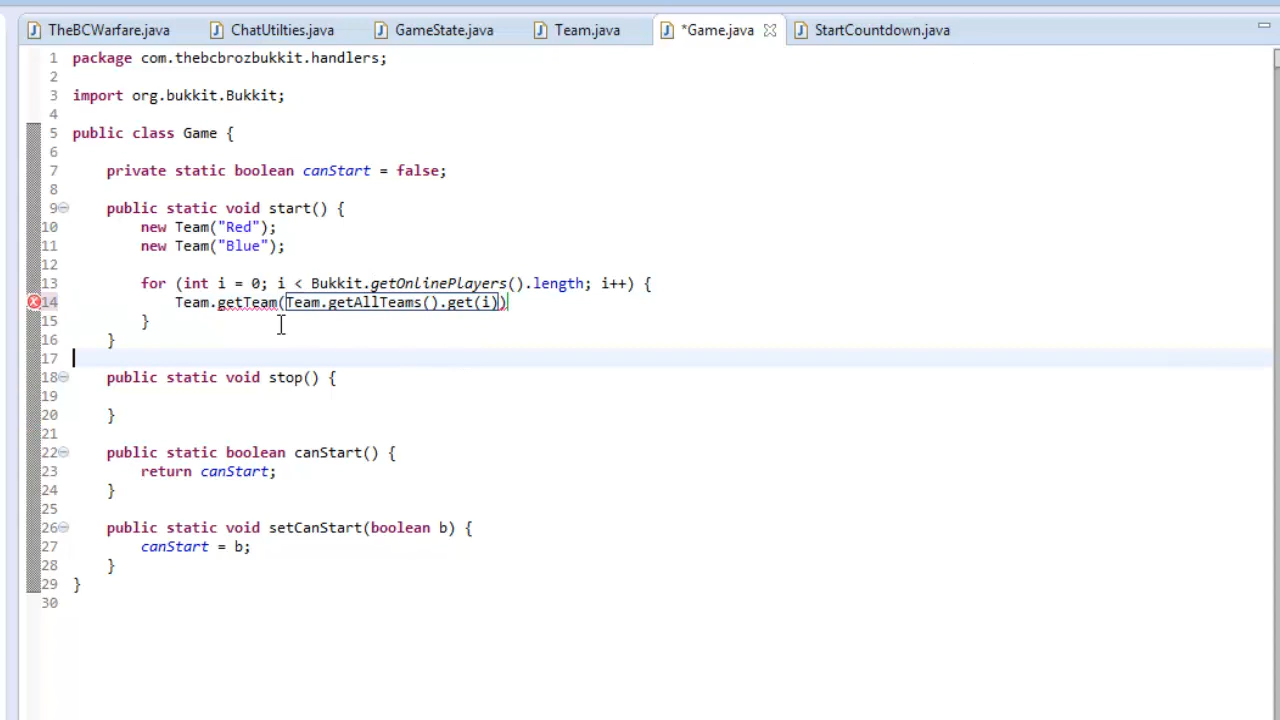 TheBCWarfare.java ChatUtilties.java GameState.java Team.java *Game.java StartCountdown.java
1 package com.thebcbrozbukkit.handlers;
2
3 import org.bukkit.Bukkit;
4
5 public class Game {
6
7 private static boolean canStart = false;
8
9 public static void start() {
10 new Team("Red");
11 new Team("Blue");
12
13 for (int i = 0; i < Bukkit.getOnlinePlayers().length; i++) {
14 Team.getTeam(Team.getAllTeams().get(i))
15 }
16 }
17
18 public static void stop() {
19
20 }
21
22 public static boolean canStart() {
23 return canStart;
24 }
25
26 public static void setCanStart(boolean b) {
27 canStart = b;
28 }
29 }
30